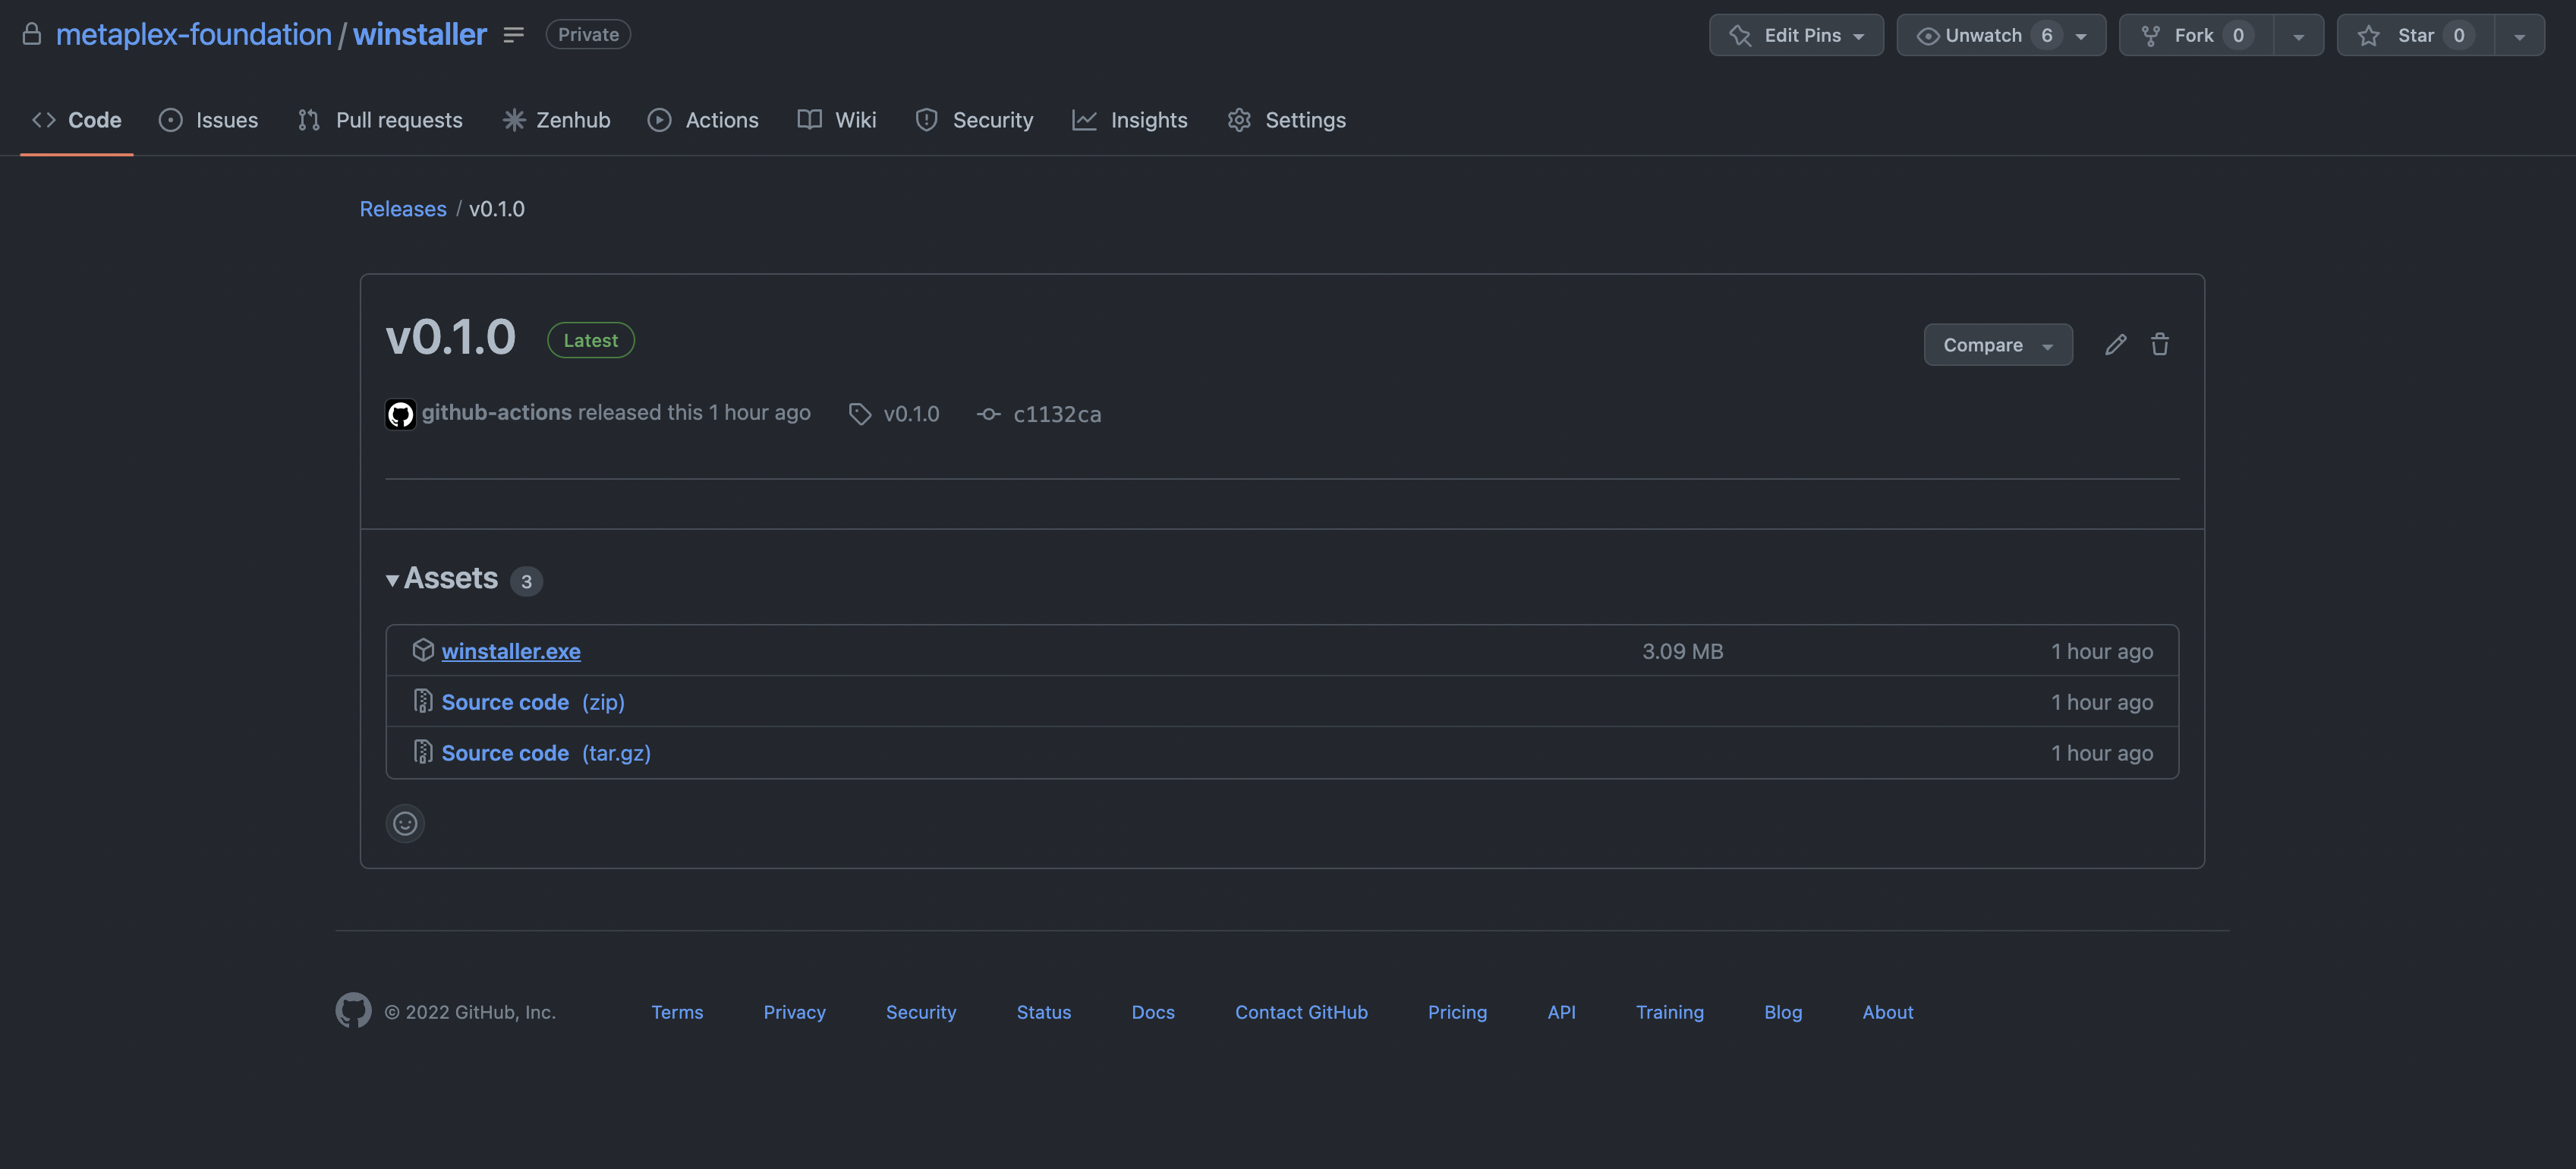 metaplex-foundation / winstaller Private Edit Pins Unwatch 6 Fork 0 Star 0
Code Issues Pull requests Zenhub Actions Wiki Security Insights Settings
Releases / v0.1.0
v0.1.0 Latest Compare
github-actions released this 1 hour ago v0.1.0 c1132ca
Assets 3
winstaller.exe 3.09 MB 1 hour ago
Source code (zip) 1 hour ago
Source code (tar.gz) 1 hour ago
© 2022 GitHub, Inc. Terms Privacy Security Status Docs Contact GitHub Pricing API Training Blog About